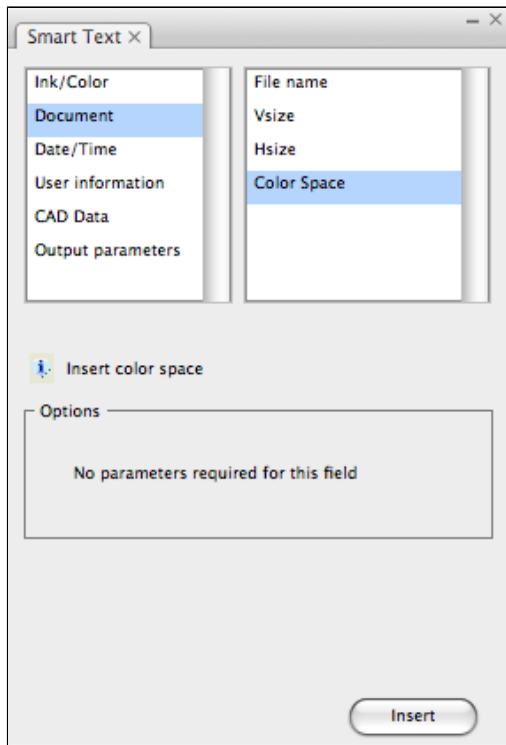 Smart Text
Ink/Color
Document
Date/Time
User information
CAD Data
Output parameters
File name
Vsize
Hsize
Color Space
Insert color space
Options
No parameters required for this field
Insert